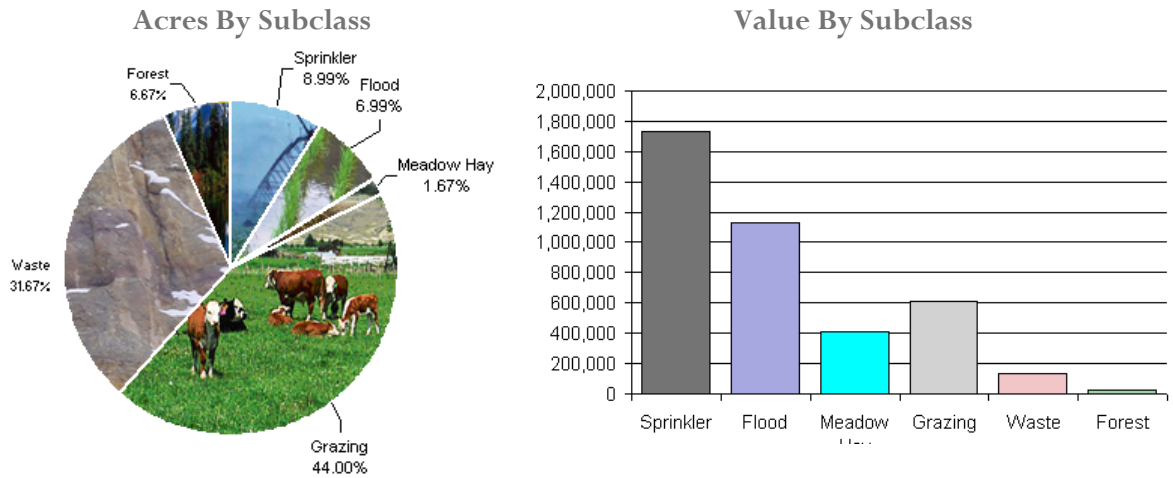 Acres By Subclass
Sprinkler
8.99%
Forest
6.67%
Flood
6.99%
Meadow Hay
1.67%
Waste
31.67%
Grazing
44.00%
Value By Subclass
2,000,000
1,800,000
1,600,000
1,400,000
1,200,000
1,000,000
800,000
600,000
400,000
200,000
0
Sprinkler Flood Meadow Grazing Waste Forest